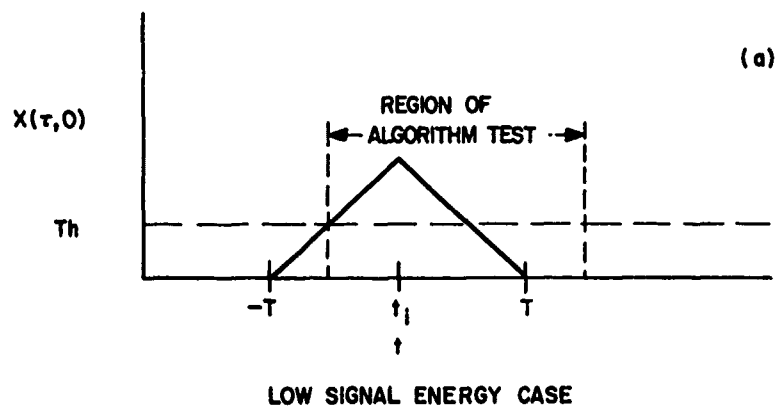 (a)
X(τ,0)
REGION OF
ALGORITHM TEST
Th
-T
tᵢ
T
t
LOW SIGNAL ENERGY CASE